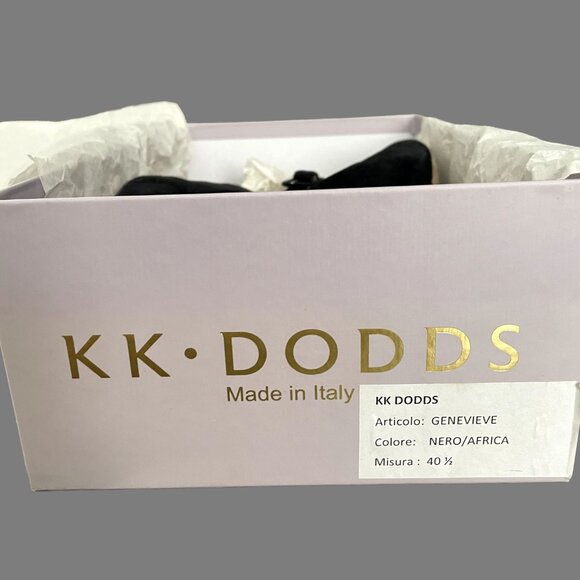 KK•DODDS
Made in Italy
KK DODDS
Articolo: GENEVIEVE
Colore: NERO/AFRICA
Misura : 40 ½